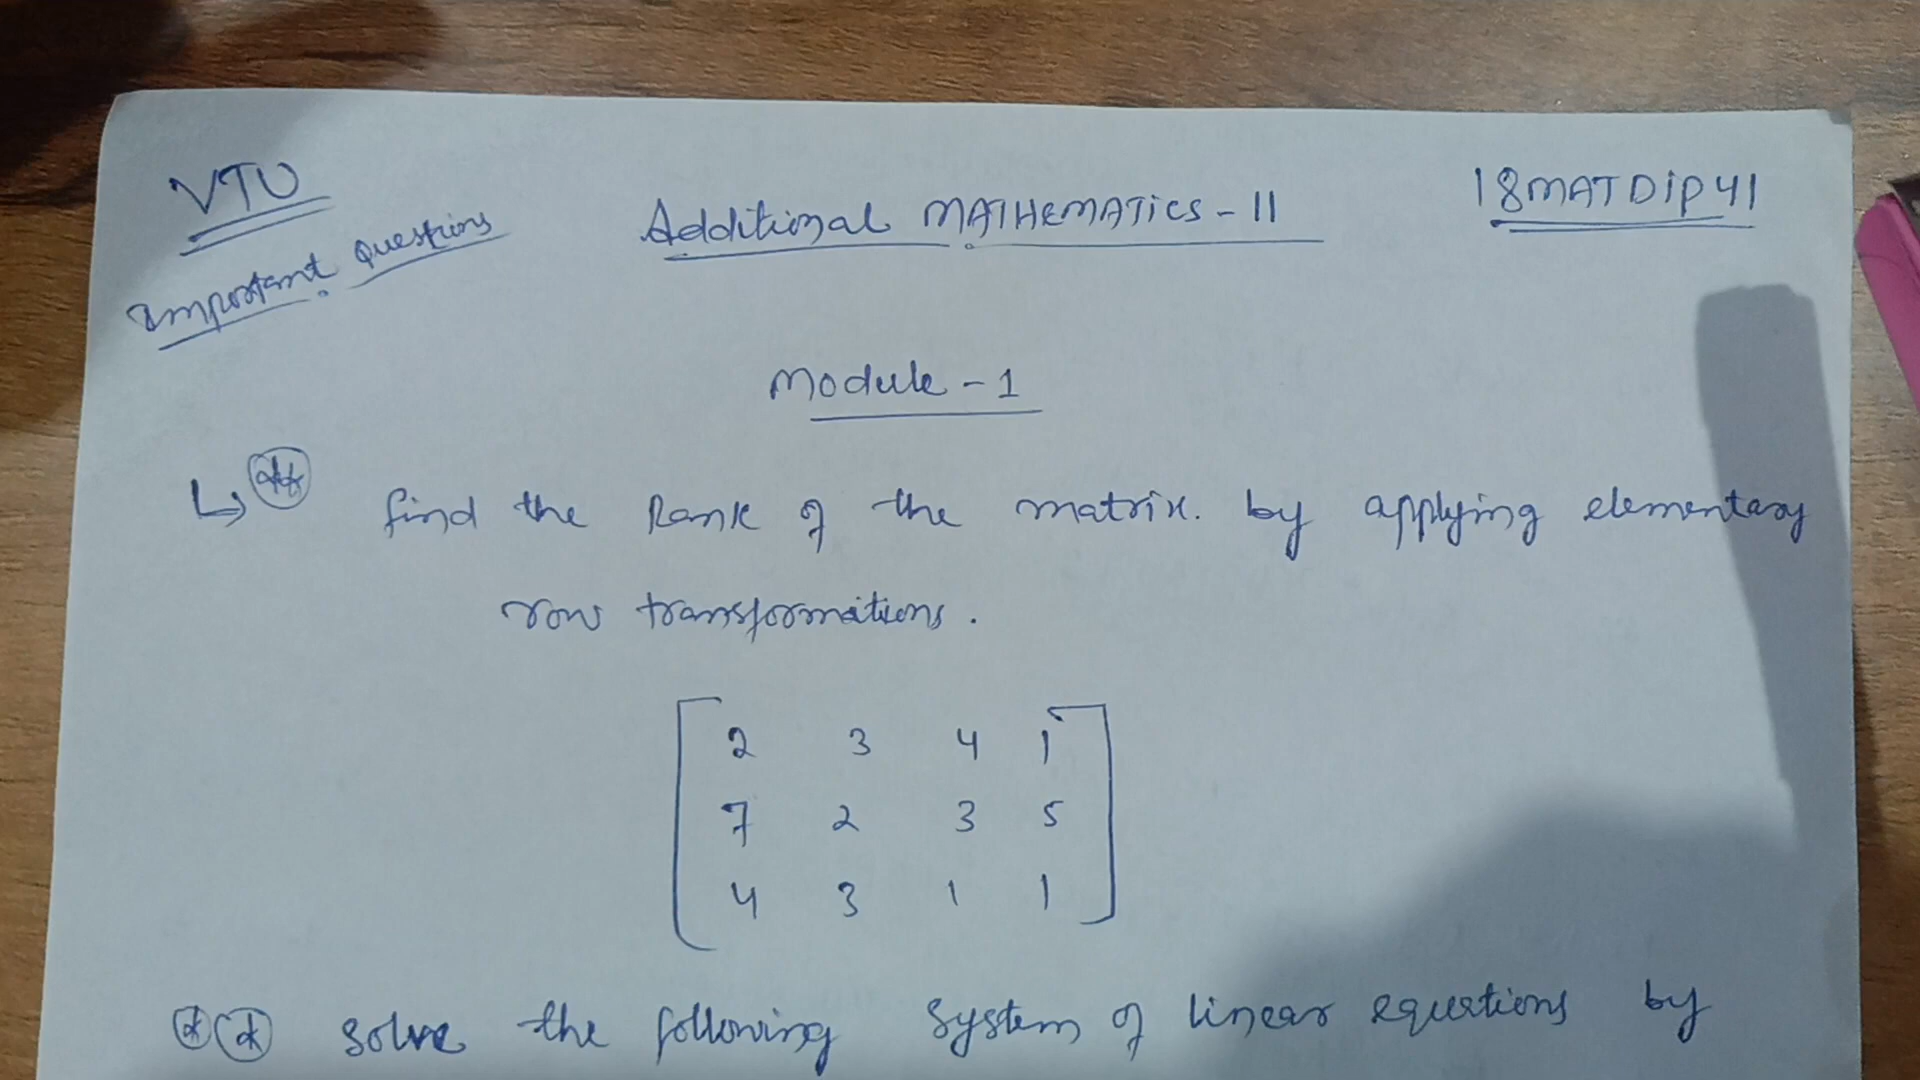 VTU
Important Questions
Additional MATHEMATICS - II
18MATDIP41
Module - 1
find the Rank of the matrix. by applying elementary
row transformations.
2 3 4 1
7 2 3 5
4 3 1 1
Solve the following system of linear equations by